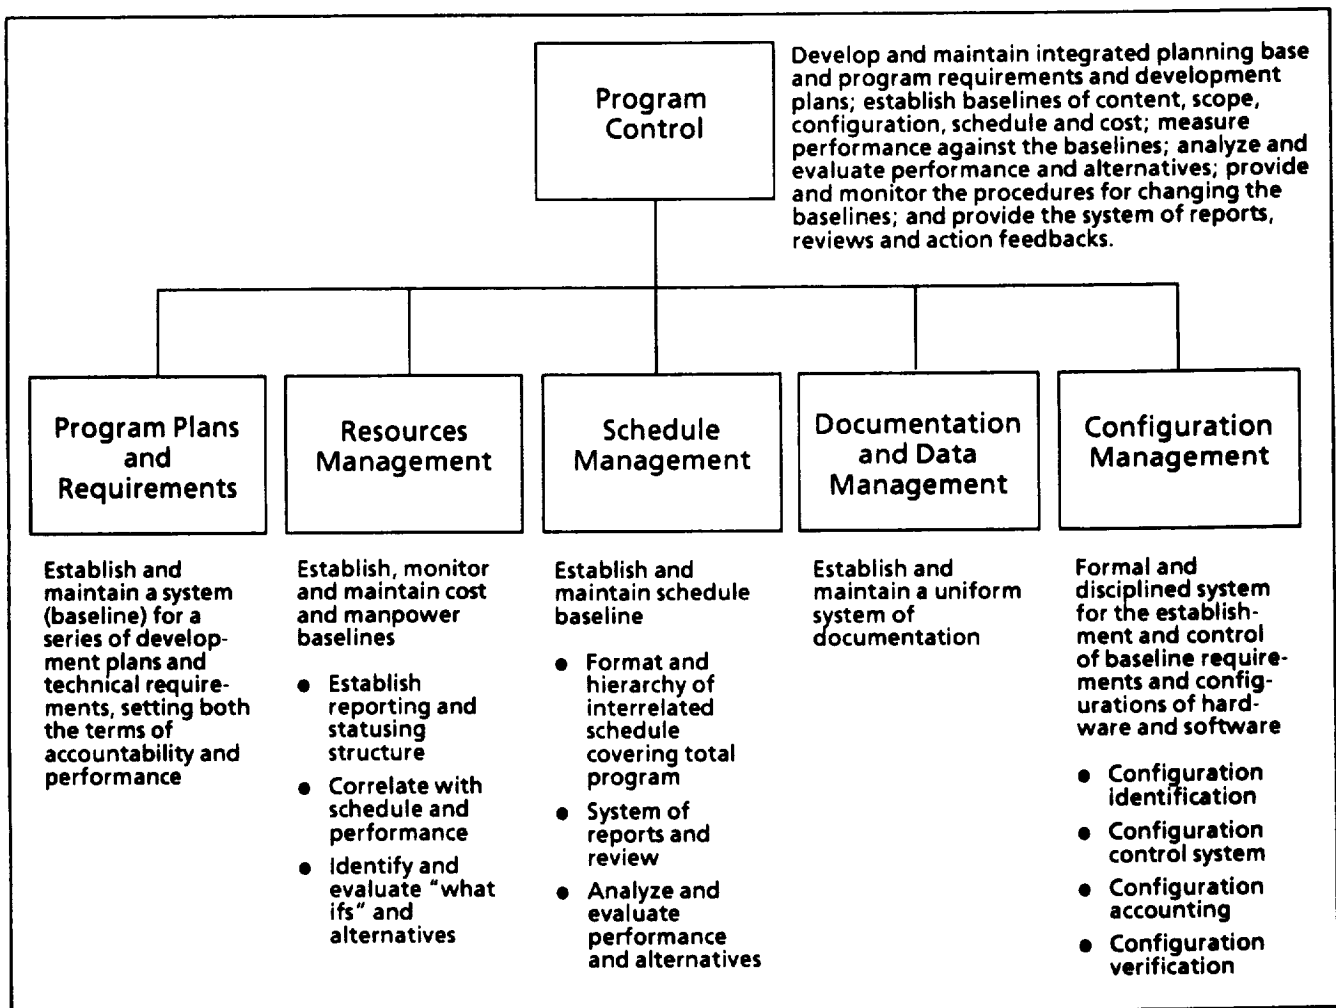 Program
Control
Develop and maintain integrated planning base
and program requirements and development
plans; establish baselines of content, scope,
configuration, schedule and cost; measure
performance against the baselines; analyze and
evaluate performance and alternatives; provide
and monitor the procedures for changing the
baselines; and provide the system of reports,
reviews and action feedbacks.
Program Plans
and
Requirements
Establish and
maintain a system
(baseline) for a
series of develop-
ment plans and
technical require-
ments, setting both
the terms of
accountability and
performance
Resources
Management
Establish, monitor
and maintain cost
and manpower
baselines
● Establish
reporting and
statusing
structure
● Correlate with
schedule and
performance
● Identify and
evaluate "what
ifs" and
alternatives
Schedule
Management
Establish and
maintain schedule
baseline
● Format and
hierarchy of
interrelated
schedule
covering total
program
● System of
reports and
review
● Analyze and
evaluate
performance
and alternatives
Documentation
and Data
Management
Establish and
maintain a uniform
system of
documentation
Configuration
Management
Formal and
disciplined system
for the establish-
ment and control
of baseline require-
ments and config-
urations of hard-
ware and software
● Configuration
identification
● Configuration
control system
● Configuration
accounting
● Configuration
verification